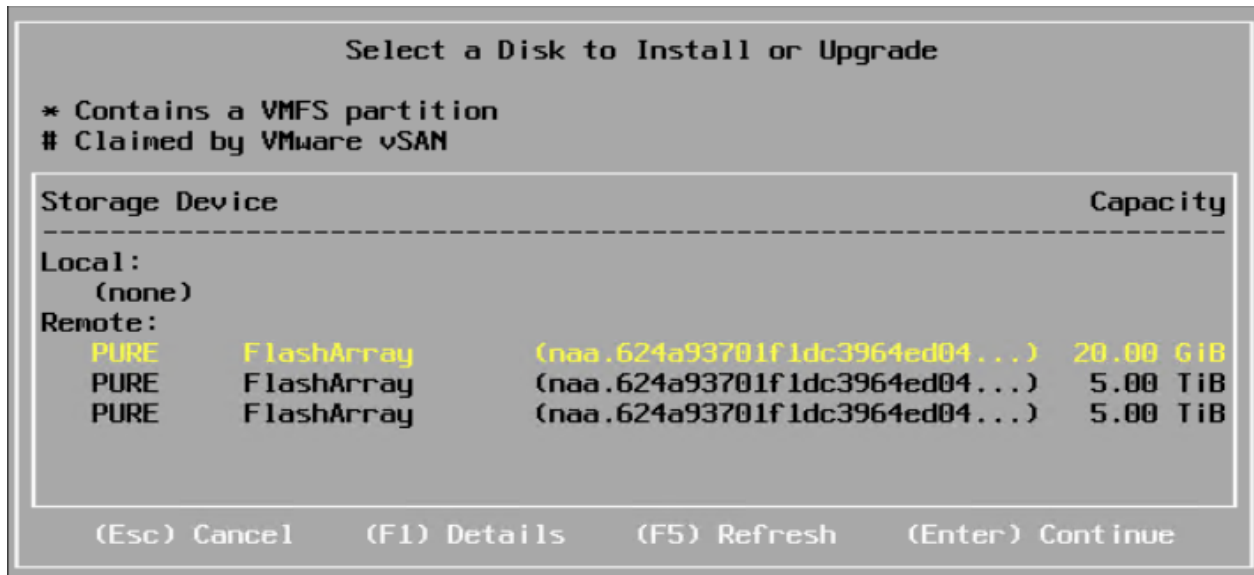 Select a Disk to Install or Upgrade
* Contains a VMFS partition
# Claimed by VMware vSAN
Storage Device Capacity
--------------------------------------------------------------------------
Local:
(none)
Remote:
PURE FlashArray (naa.624a93701f1dc3964ed04...) 20.00 GiB
PURE FlashArray (naa.624a93701f1dc3964ed04...) 5.00 TiB
PURE FlashArray (naa.624a93701f1dc3964ed04...) 5.00 TiB
(Esc) Cancel (F1) Details (F5) Refresh (Enter) Continue